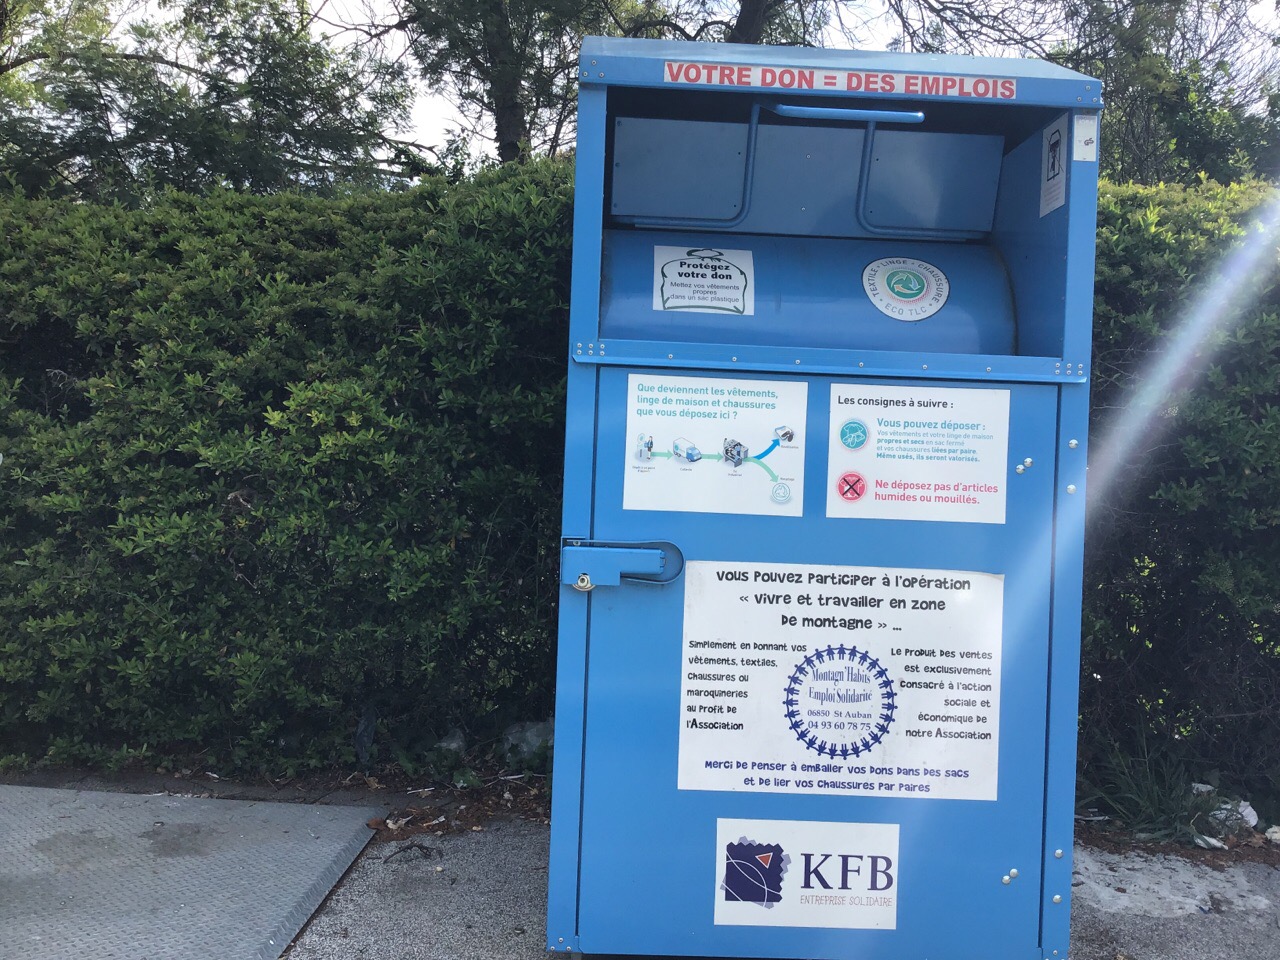 VOTRE DON = DES EMPLOIS
Protégez
votre don
Mettez vos vêtements
propres
dans un sac plastique
TEXTILE • LINGE • CHAUSSURE
ECO TLC
Que deviennent les vêtements,
linge de maison et chaussures
que vous déposez ici ?
Les consignes à suivre :
Vous pouvez déposer :
Vos vêtements et votre linge de maison
propres et secs en sac fermé
et vos chaussures liées par paire.
Même usés, ils seront valorisés.
Ne déposez pas d'articles
humides ou mouillés.
Vous pouvez participer à l'opération
« vivre et travailler en zone
de montagne » ...
Simplement en donnant vos
vêtements, textiles,
chaussures ou
maroquineries
au profit de
l'Association
Montagn'Habits
Emploi Solidarité
06850 St Auban
04 93 60 78 75
Le produit des ventes
est exclusivement
consacré à l'action
sociale et
économique de
notre Association
Merci de penser à emballer vos dons dans des sacs
et de lier vos chaussures par paires
KFB
ENTREPRISE SOLIDAIRE